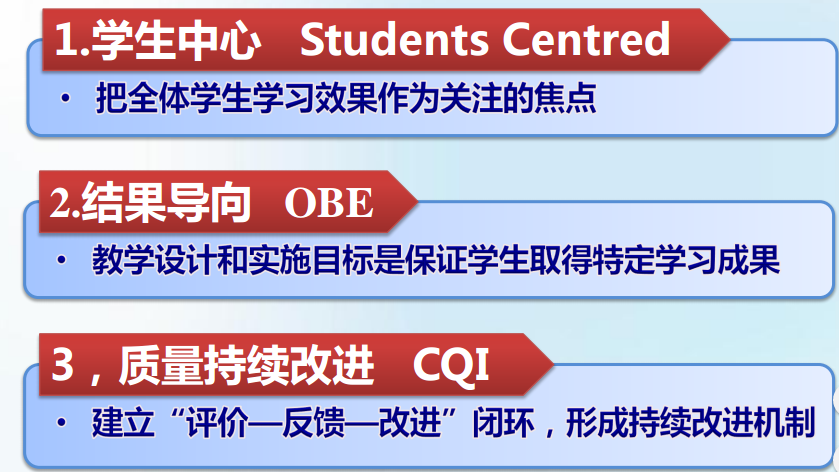 1.学生中心 Students Centred
• 把全体学生学习效果作为关注的焦点
2.结果导向 OBE
• 教学设计和实施目标是保证学生取得特定学习成果
3，质量持续改进 CQI
• 建立“评价—反馈—改进”闭环，形成持续改进机制